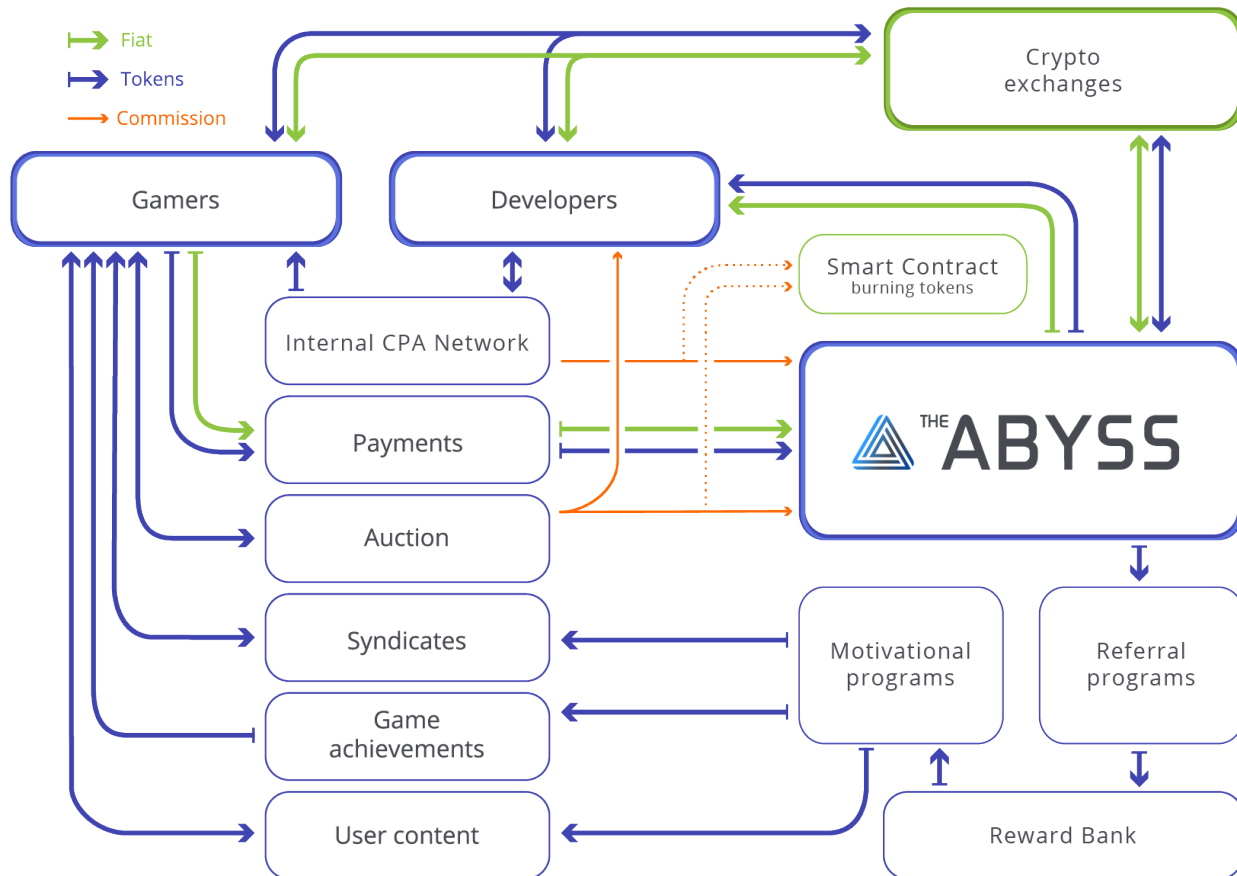 Fiat
Tokens
Commission
Crypto
exchanges
Gamers
Developers
Smart Contract
burning tokens
Internal CPA Network
Payments
THE ABYSS
Auction
Syndicates
Motivational
programs
Referral
programs
Game
achievements
User content
Reward Bank